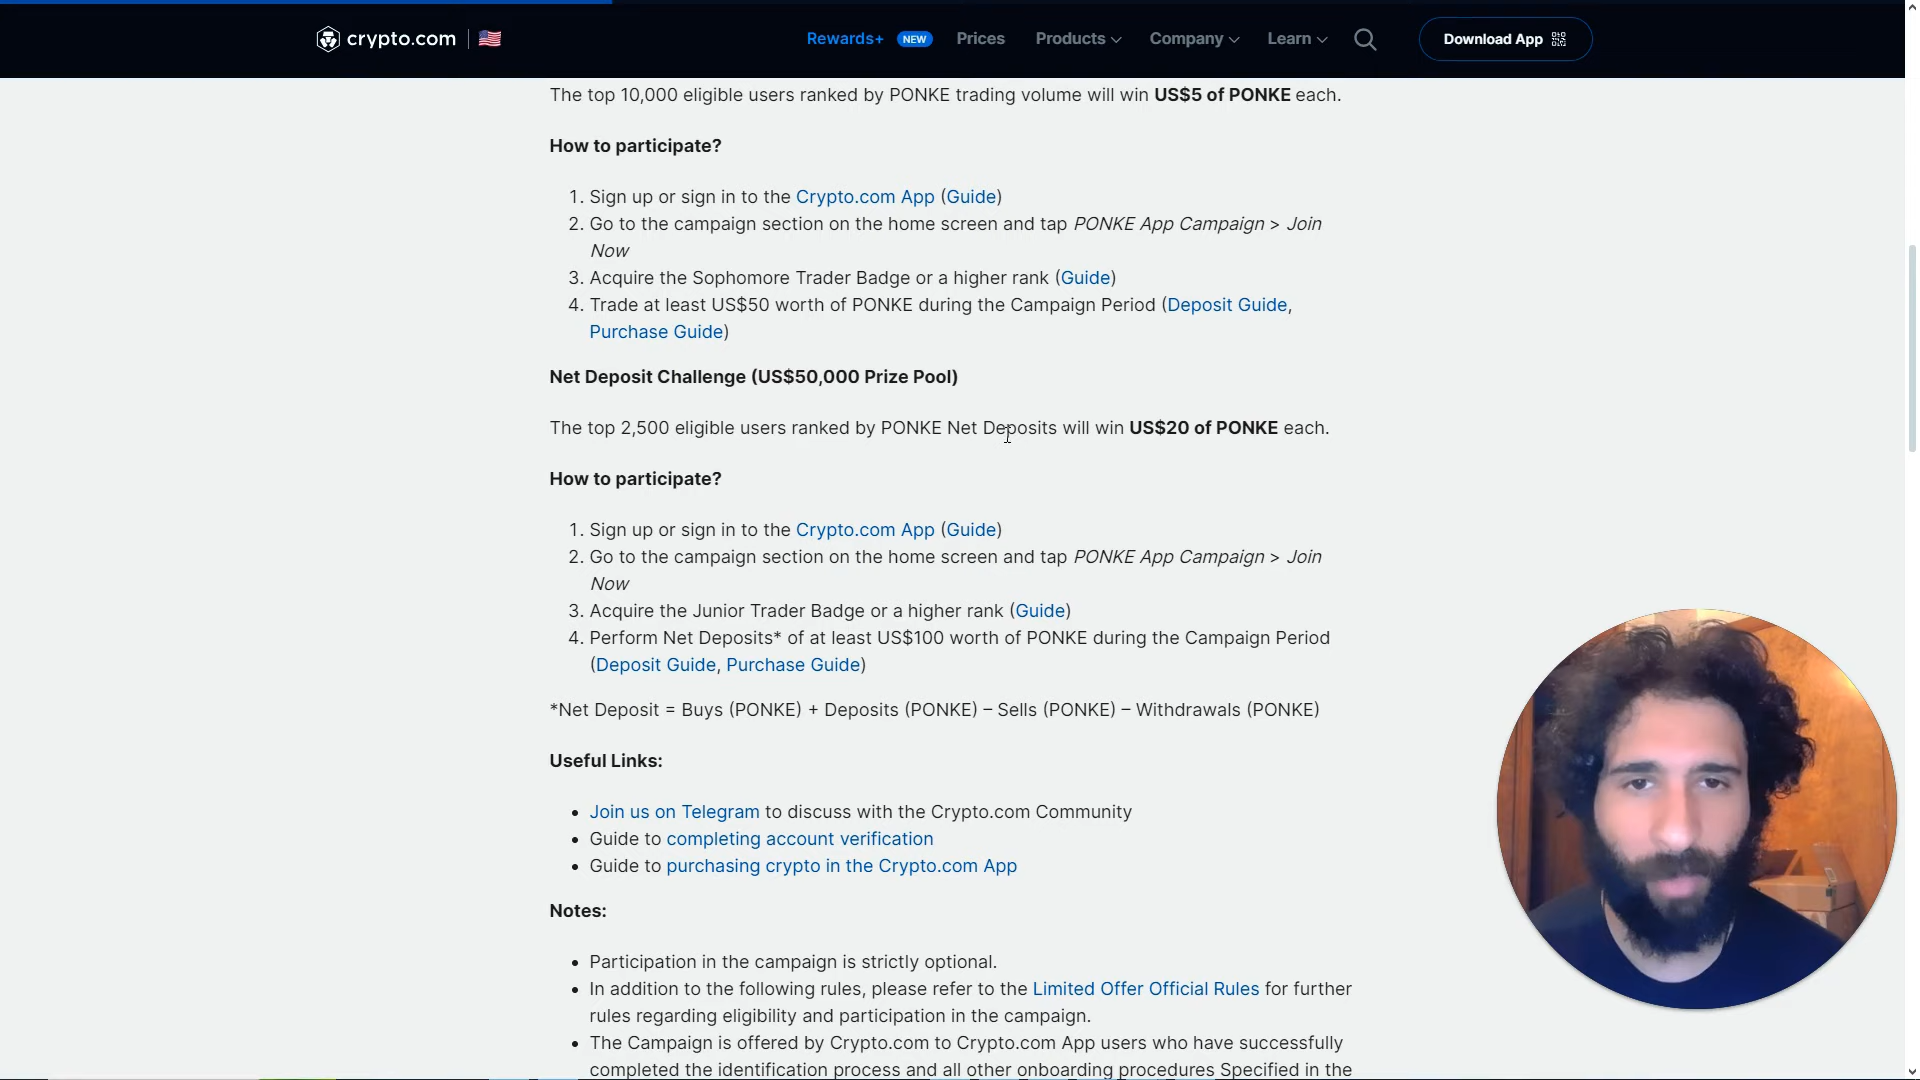 crypto.com
Rewards+ NEW Prices Products Company Learn Download App
The top 10,000 eligible users ranked by PONKE trading volume will win US$5 of PONKE each.
How to participate?
1. Sign up or sign in to the Crypto.com App (Guide)
2. Go to the campaign section on the home screen and tap PONKE App Campaign > Join
Now
3. Acquire the Sophomore Trader Badge or a higher rank (Guide)
4. Trade at least US$50 worth of PONKE during the Campaign Period (Deposit Guide,
Purchase Guide)
Net Deposit Challenge (US$50,000 Prize Pool)
The top 2,500 eligible users ranked by PONKE Net Deposits will win US$20 of PONKE each.
How to participate?
1. Sign up or sign in to the Crypto.com App (Guide)
2. Go to the campaign section on the home screen and tap PONKE App Campaign > Join
Now
3. Acquire the Junior Trader Badge or a higher rank (Guide)
4. Perform Net Deposits* of at least US$100 worth of PONKE during the Campaign Period
(Deposit Guide, Purchase Guide)
*Net Deposit = Buys (PONKE) + Deposits (PONKE) – Sells (PONKE) – Withdrawals (PONKE)
Useful Links:
• Join us on Telegram to discuss with the Crypto.com Community
• Guide to completing account verification
• Guide to purchasing crypto in the Crypto.com App
Notes:
• Participation in the campaign is strictly optional.
• In addition to the following rules, please refer to the Limited Offer Official Rules for further
rules regarding eligibility and participation in the campaign.
• The Campaign is offered by Crypto.com to Crypto.com App users who have successfully
completed the identification process and all other onboarding procedures Specified in the